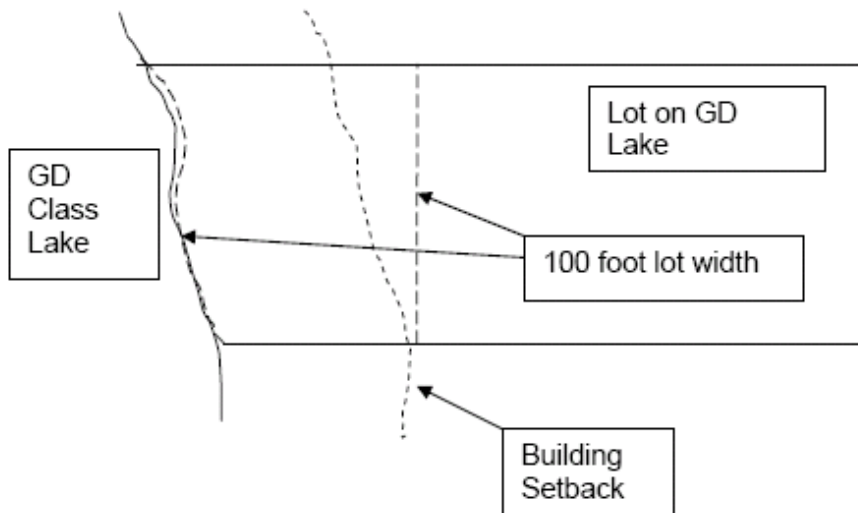 Lot on GD
Lake
GD
Class
Lake
100 foot lot width
Building
Setback